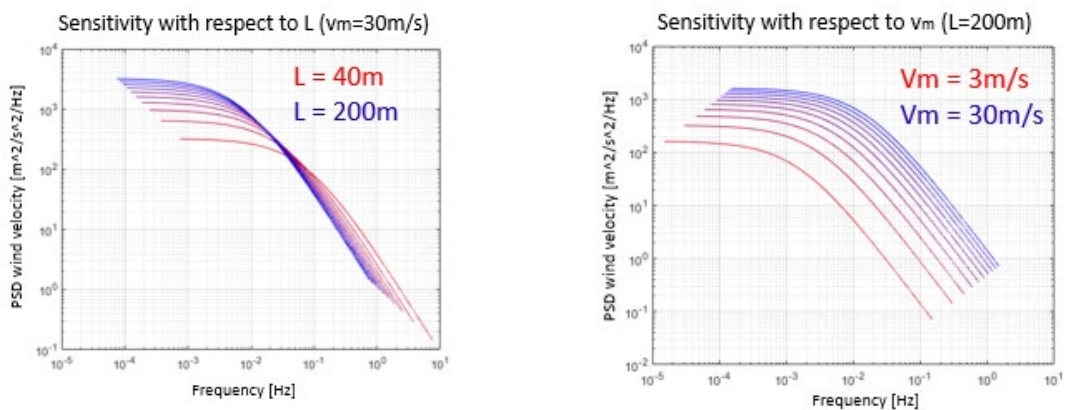 Sensitivity with respect to L (vm=30m/s)
10^4
10^3
10^2
10^1
10^0
10^-1
PSD wind velocity [m^2/s^2/Hz]
L = 40m
L = 200m
10^-5
10^-4
10^-3
10^-2
10^-1
10^0
10^1
Frequency [Hz]
Sensitivity with respect to vm (L=200m)
10^4
10^3
10^2
10^1
10^0
10^-1
10^-2
PSD wind velocity [m^2/s^2/Hz]
Vm = 3m/s
Vm = 30m/s
10^-5
10^-4
10^-3
10^-2
10^-1
10^0
10^1
Frequency [Hz]